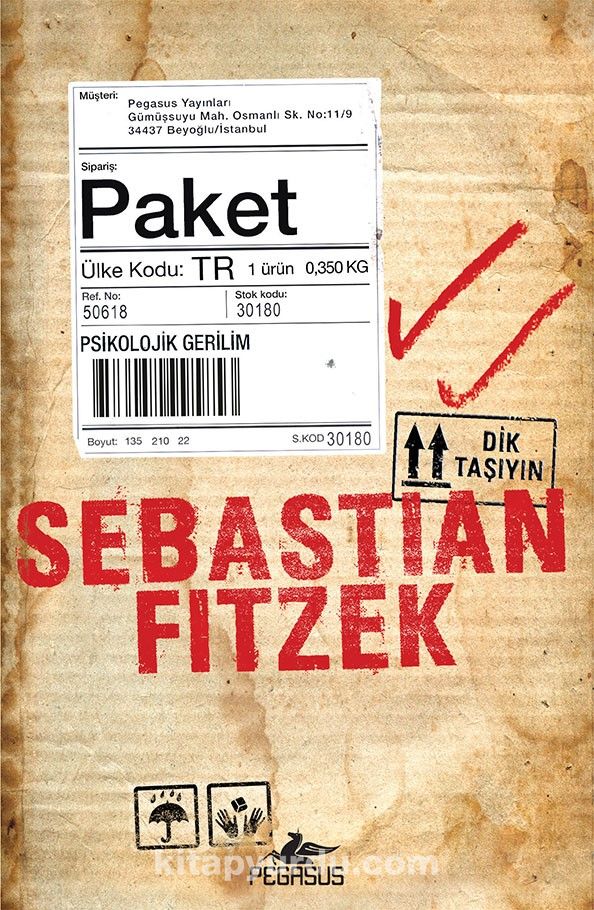 Müşteri:
Pegasus Yayınları
Gümüşsuyu Mah. Osmanlı Sk. No:11/9
34437 Beyoğlu/İstanbul
Sipariş:
Paket
Ülke Kodu: TR 1 ürün 0,350 KG
Ref. No: Stok kodu:
50618 30180
PSİKOLOJİK GERİLİM
Boyut: 135 210 22 S.KOD 30180
DİK
TAŞIYIN
SEBASTIAN
FITZEK
kitapyurdu.com
PEGASUS